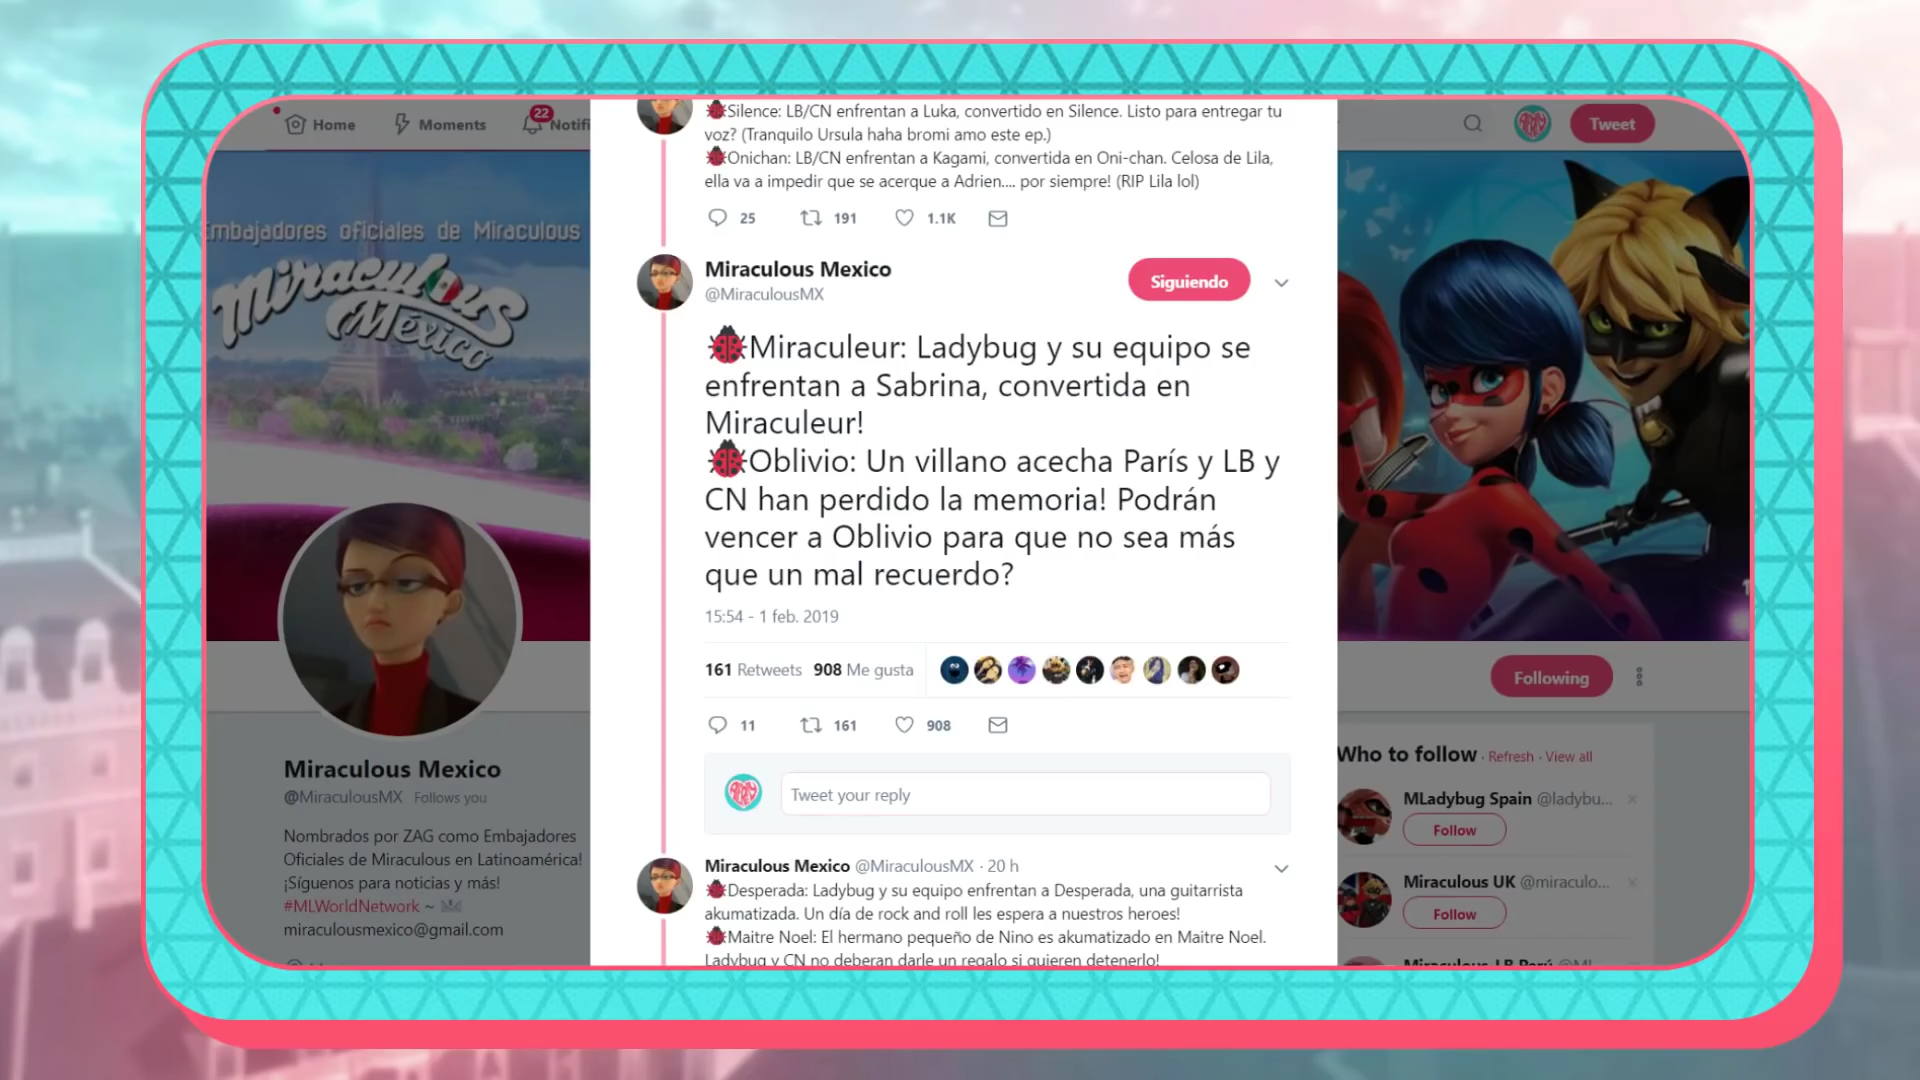 Home
Moments
22
Notifi
Tweet
Embajadores oficiales de Miraculous
Miraculous
México
🐞Silence: LB/CN enfrentan a Luka, convertido en Silence. Listo para entregar tu
voz? (Tranquilo Ursula haha bromi amo este ep.)
🐞Onichan: LB/CN enfrentan a Kagami, convertida en Oni-chan. Celosa de Lila,
ella va a impedir que se acerque a Adrien.... por siempre! (RIP Lila lol)
25 191 1.1K
Miraculous Mexico
@MiraculousMX
Siguiendo
🐞Miraculeur: Ladybug y su equipo se
enfrentan a Sabrina, convertida en
Miraculeur!
🐞Oblivio: Un villano acecha París y LB y
CN han perdido la memoria! Podrán
vencer a Oblivio para que no sea más
que un mal recuerdo?
15:54 - 1 feb. 2019
161 Retweets 908 Me gusta
11 161 908
Tweet your reply
Miraculous Mexico @MiraculousMX · 20 h
🐞Desperada: Ladybug y su equipo enfrentan a Desperada, una guitarrista
akumatizada. Un día de rock and roll les espera a nuestros heroes!
🐞Maitre Noel: El hermano pequeño de Nino es akumatizado en Maitre Noel.
Ladybug y CN no deberan darle un regalo si quieren detenerlo!
Miraculous Mexico
@MiraculousMX Follows you
Nombrados por ZAG como Embajadores
Oficiales de Miraculous en Latinoamérica!
¡Síguenos para noticias y más!
#MLWorldNetwork ~
miraculousmexico@gmail.com
Following
Who to follow · Refresh · View all
MLadybug Spain @ladybu...
Follow
Miraculous UK @miraculo...
Follow
Miraculous LB Perú @ML